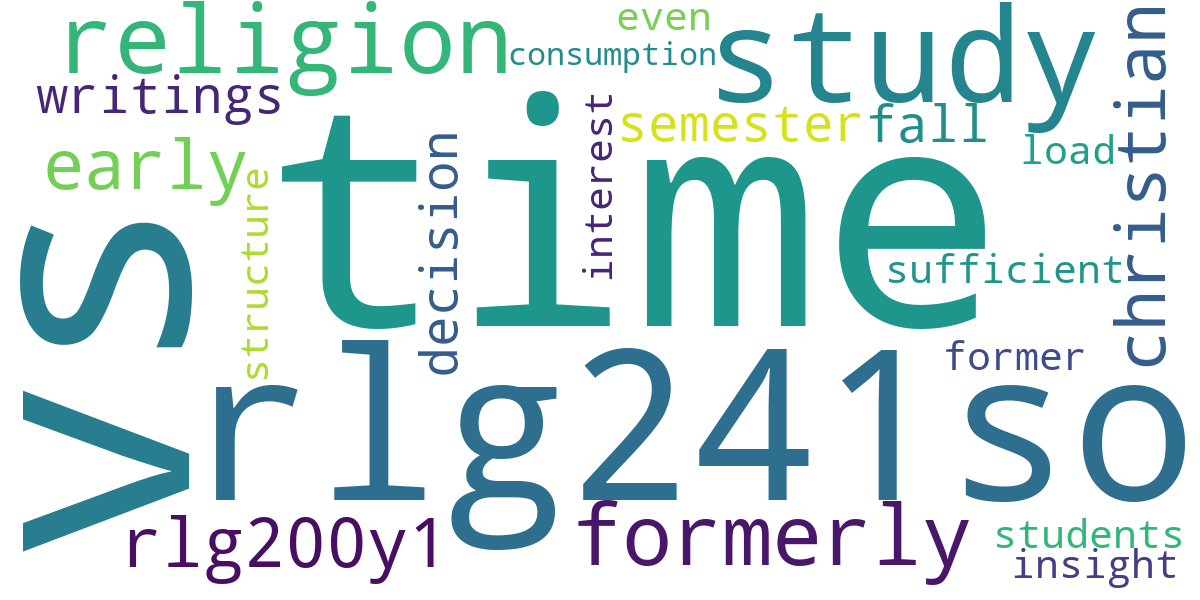 religion
even
consumption
study
christian
writings
time
interest
semester
fall
load
early
decision
structure
sufficient
vs
rlg241so
former
rlg200y1
formerly
students
insight